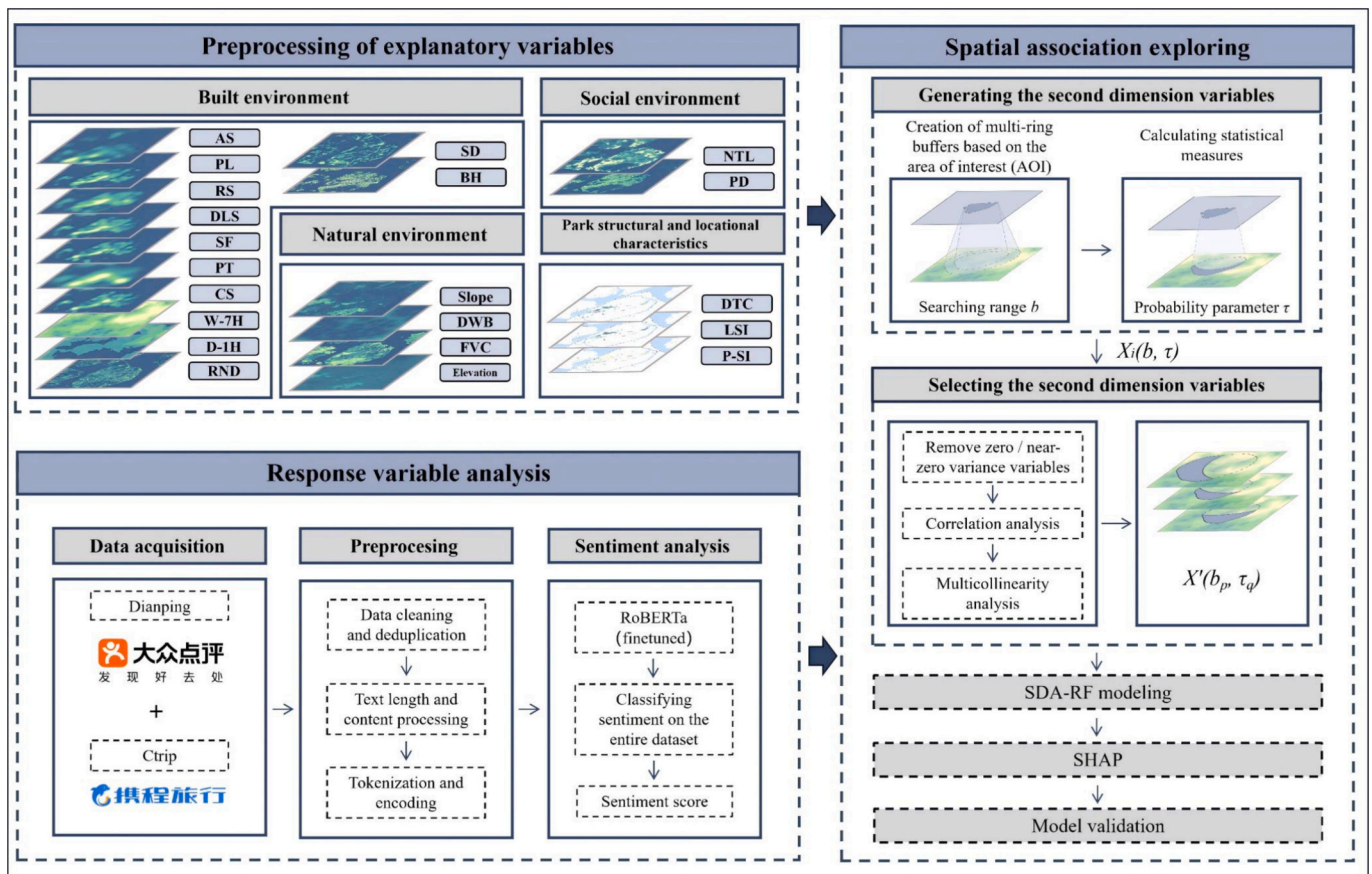 Preprocessing of explanatory variables
Built environment
AS
PL
RS
DLS
SF
PT
CS
W-7H
D-1H
RND
SD
BH
Social environment
NTL
PD
Natural environment
Slope
DWB
FVC
Elevation
Park structural and locational
characteristics
DTC
LSI
P-SI
Response variable analysis
Data acquisition
Dianping
大众点评
发现好去处
+
Ctrip
携程旅行
Preprocesing
Data cleaning
and deduplication
Text length and
content processing
Tokenization and
encoding
Sentiment analysis
RoBERTa
(finetuned)
Classifying
sentiment on the
entire dataset
Sentiment score
Spatial association exploring
Generating the second dimension variables
Creation of multi-ring
buffers based on the
area of interest (AOI)
Searching range b
Calculating statistical
measures
Probability parameter τ
Xi(b, τ)
Selecting the second dimension variables
Remove zero / near-
zero variance variables
Correlation analysis
Multicollinearity
analysis
X'(bp, τq)
SDA-RF modeling
SHAP
Model validation